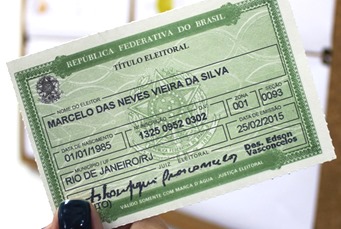 REPÚBLICA FEDERATIVA DO BRASIL
TÍTULO ELEITORAL
NOME DO ELEITOR
MARCELO DAS NEVES VIEIRA DA SILVA
DATA DE NASCIMENTO
01/01/1985
Nº INSCRIÇÃO
1325 0952 0302
ZONA
001
SEÇÃO
0093
MUNICÍPIO / UF
RIO DE JANEIRO/RJ
DATA DE EMISSÃO
25/02/2015
JUIZ ELEITORAL
Des. Edson
Vasconcelos
VÁLIDO SOMENTE COM MARCA D'ÁGUA - JUSTIÇA ELEITORAL